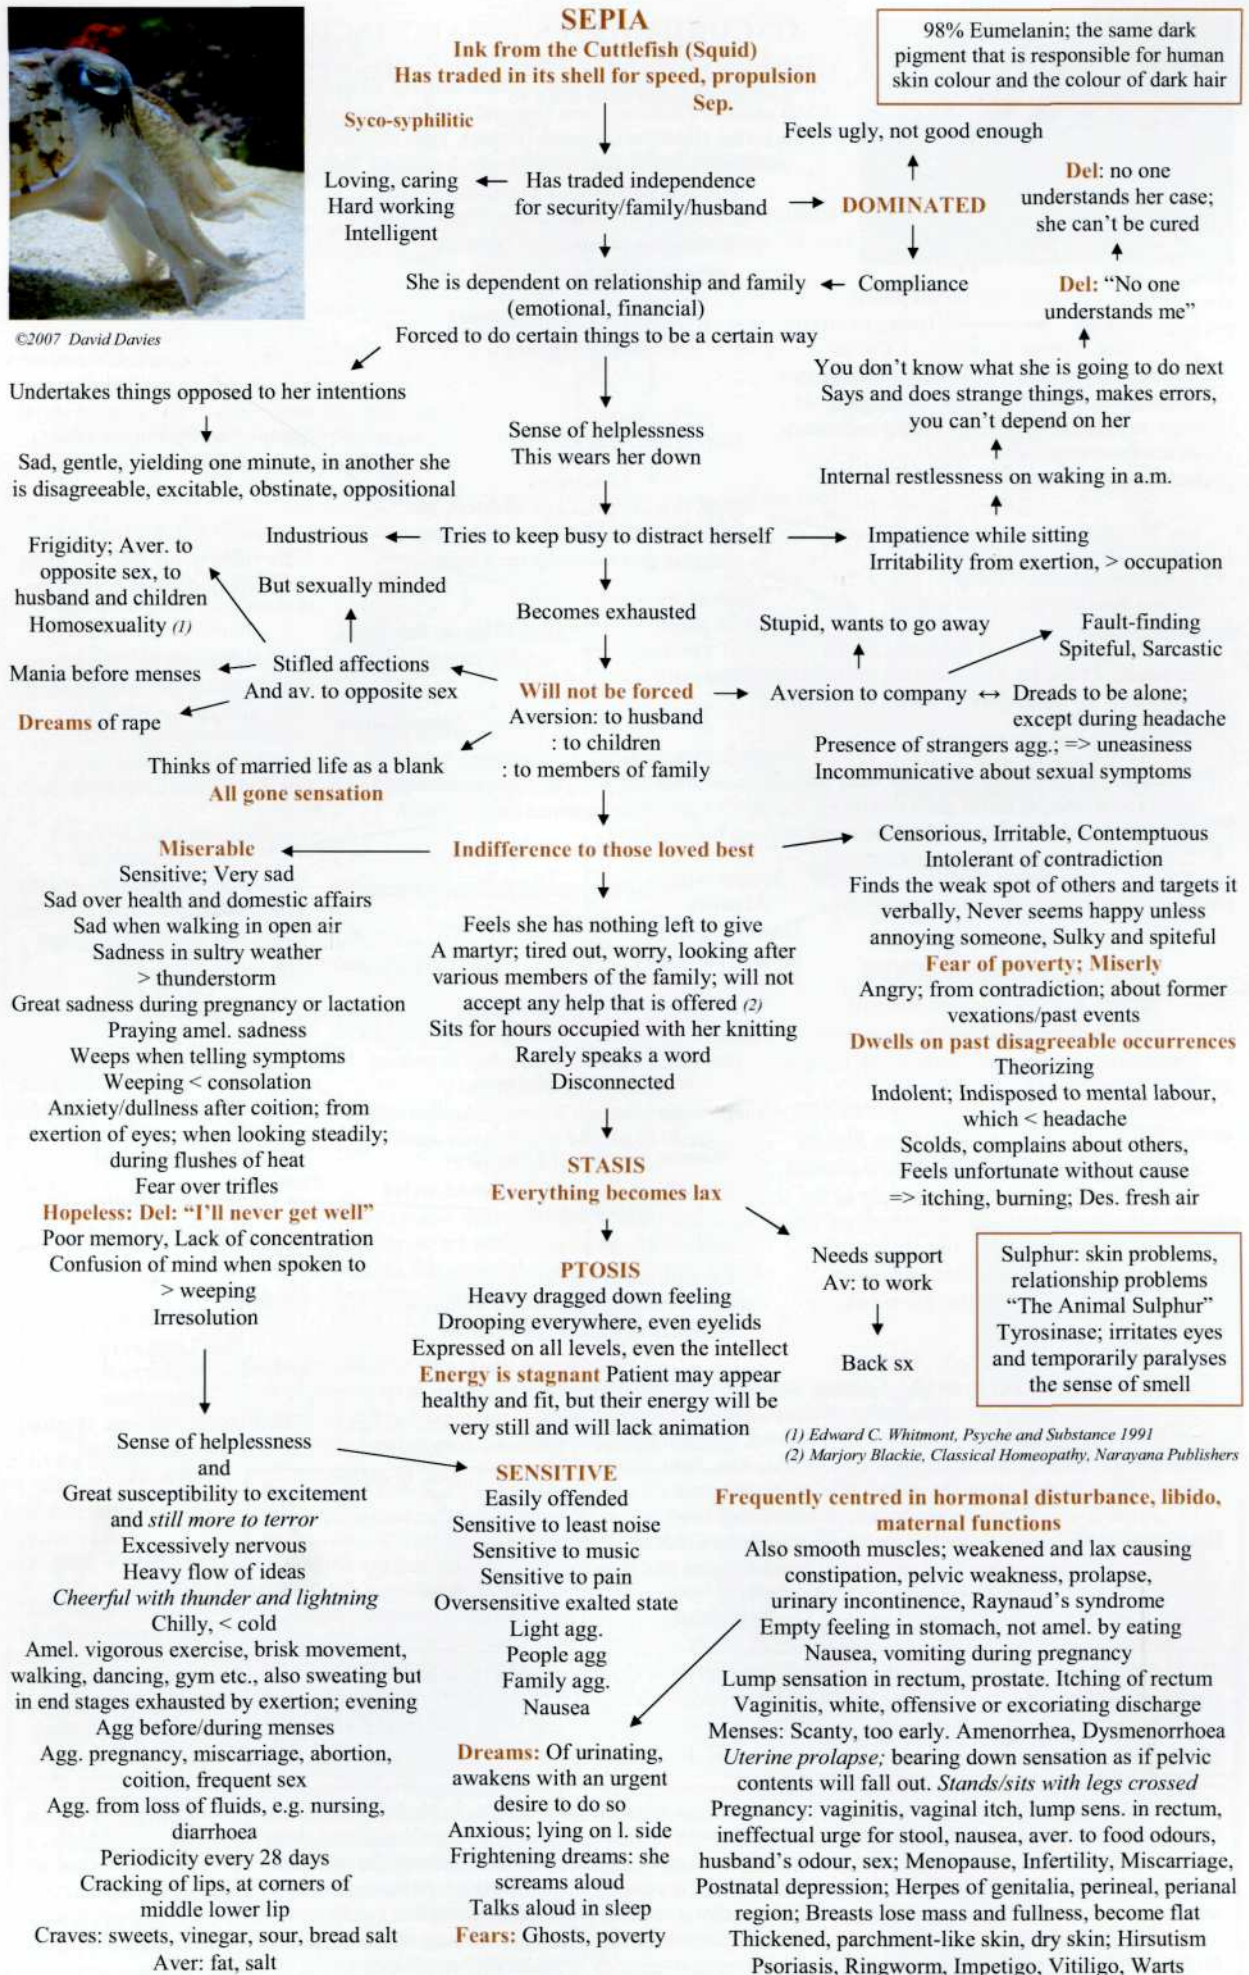 SEPIA
Ink from the Cuttlefish (Squid)
Has traded in its shell for speed, propulsion
Sep.
98% Eumelanin; the same dark
pigment that is responsible for human
skin colour and the colour of dark hair
©2007 David Davies
Syco-syphilitic
Loving, caring
Hard working
Intelligent
Has traded independence
for security/family/husband
DOMINATED
Feels ugly, not good enough
Compliance
She is dependent on relationship and family
(emotional, financial)
Forced to do certain things to be a certain way
Del: no one
understands her case;
she can't be cured
Del: "No one
understands me"
You don't know what she is going to do next
Says and does strange things, makes errors,
you can't depend on her
Internal restlessness on waking in a.m.
Undertakes things opposed to her intentions
Sad, gentle, yielding one minute, in another she
is disagreeable, excitable, obstinate, oppositional
Sense of helplessness
This wears her down
Industrious
Tries to keep busy to distract herself
Impatience while sitting
Irritability from exertion, > occupation
Frigidity; Aver. to
opposite sex, to
husband and children
Homosexuality (1)
But sexually minded
Becomes exhausted
Stupid, wants to go away
Fault-finding
Spiteful, Sarcastic
Mania before menses
Stifled affections
And av. to opposite sex
Dreams of rape
Will not be forced
Aversion: to husband
: to children
: to members of family
Aversion to company ↔ Dreads to be alone;
except during headache
Presence of strangers agg.; => uneasiness
Incommunicative about sexual symptoms
Thinks of married life as a blank
All gone sensation
Indifference to those loved best
Miserable
Sensitive; Very sad
Sad over health and domestic affairs
Sad when walking in open air
Sadness in sultry weather
> thunderstorm
Great sadness during pregnancy or lactation
Praying amel. sadness
Weeps when telling symptoms
Weeping < consolation
Anxiety/dullness after coition; from
exertion of eyes; when looking steadily;
during flushes of heat
Fear over trifles
Hopeless: Del: "I'll never get well"
Poor memory, Lack of concentration
Confusion of mind when spoken to
> weeping
Irresolution
Feels she has nothing left to give
A martyr; tired out, worry, looking after
various members of the family; will not
accept any help that is offered (2)
Sits for hours occupied with her knitting
Rarely speaks a word
Disconnected
Censorious, Irritable, Contemptuous
Intolerant of contradiction
Finds the weak spot of others and targets it
verbally, Never seems happy unless
annoying someone, Sulky and spiteful
Fear of poverty; Miserly
Angry; from contradiction; about former
vexations/past events
Dwells on past disagreeable occurrences
Theorizing
Indolent; Indisposed to mental labour,
which < headache
Scolds, complains about others,
Feels unfortunate without cause
=> itching, burning; Des. fresh air
STASIS
Everything becomes lax
PTOSIS
Heavy dragged down feeling
Drooping everywhere, even eyelids
Expressed on all levels, even the intellect
Energy is stagnant Patient may appear
healthy and fit, but their energy will be
very still and will lack animation
Needs support
Av: to work
Back sx
Sulphur: skin problems,
relationship problems
"The Animal Sulphur"
Tyrosinase; irritates eyes
and temporarily paralyses
the sense of smell
(1) Edward C. Whitmont, Psyche and Substance 1991
(2) Marjory Blackie, Classical Homeopathy, Narayana Publishers
Sense of helplessness
and
Great susceptibility to excitement
and still more to terror
Excessively nervous
Heavy flow of ideas
Cheerful with thunder and lightning
Chilly, < cold
Amel. vigorous exercise, brisk movement,
walking, dancing, gym etc., also sweating but
in end stages exhausted by exertion; evening
Agg before/during menses
Agg. pregnancy, miscarriage, abortion,
coition, frequent sex
Agg. from loss of fluids, e.g. nursing,
diarrhoea
Periodicity every 28 days
Cracking of lips, at corners of
middle lower lip
Craves: sweets, vinegar, sour, bread salt
Aver: fat, salt
SENSITIVE
Easily offended
Sensitive to least noise
Sensitive to music
Sensitive to pain
Oversensitive exalted state
Light agg.
People agg
Family agg.
Nausea
Dreams: Of urinating,
awakens with an urgent
desire to do so
Anxious; lying on l. side
Frightening dreams: she
screams aloud
Talks aloud in sleep
Fears: Ghosts, poverty
Frequently centred in hormonal disturbance, libido,
maternal functions
Also smooth muscles; weakened and lax causing
constipation, pelvic weakness, prolapse,
urinary incontinence, Raynaud's syndrome
Empty feeling in stomach, not amel. by eating
Nausea, vomiting during pregnancy
Lump sensation in rectum, prostate. Itching of rectum
Vaginitis, white, offensive or excoriating discharge
Menses: Scanty, too early. Amenorrhea, Dysmenorrhoea
Uterine prolapse; bearing down sensation as if pelvic
contents will fall out. Stands/sits with legs crossed
Pregnancy: vaginitis, vaginal itch, lump sens. in rectum,
ineffectual urge for stool, nausea, aver. to food odours,
husband's odour, sex; Menopause, Infertility, Miscarriage,
Postnatal depression; Herpes of genitalia, perineal, perianal
region; Breasts lose mass and fullness, become flat
Thickened, parchment-like skin, dry skin; Hirsutism
Psoriasis, Ringworm, Impetigo, Vitiligo, Warts